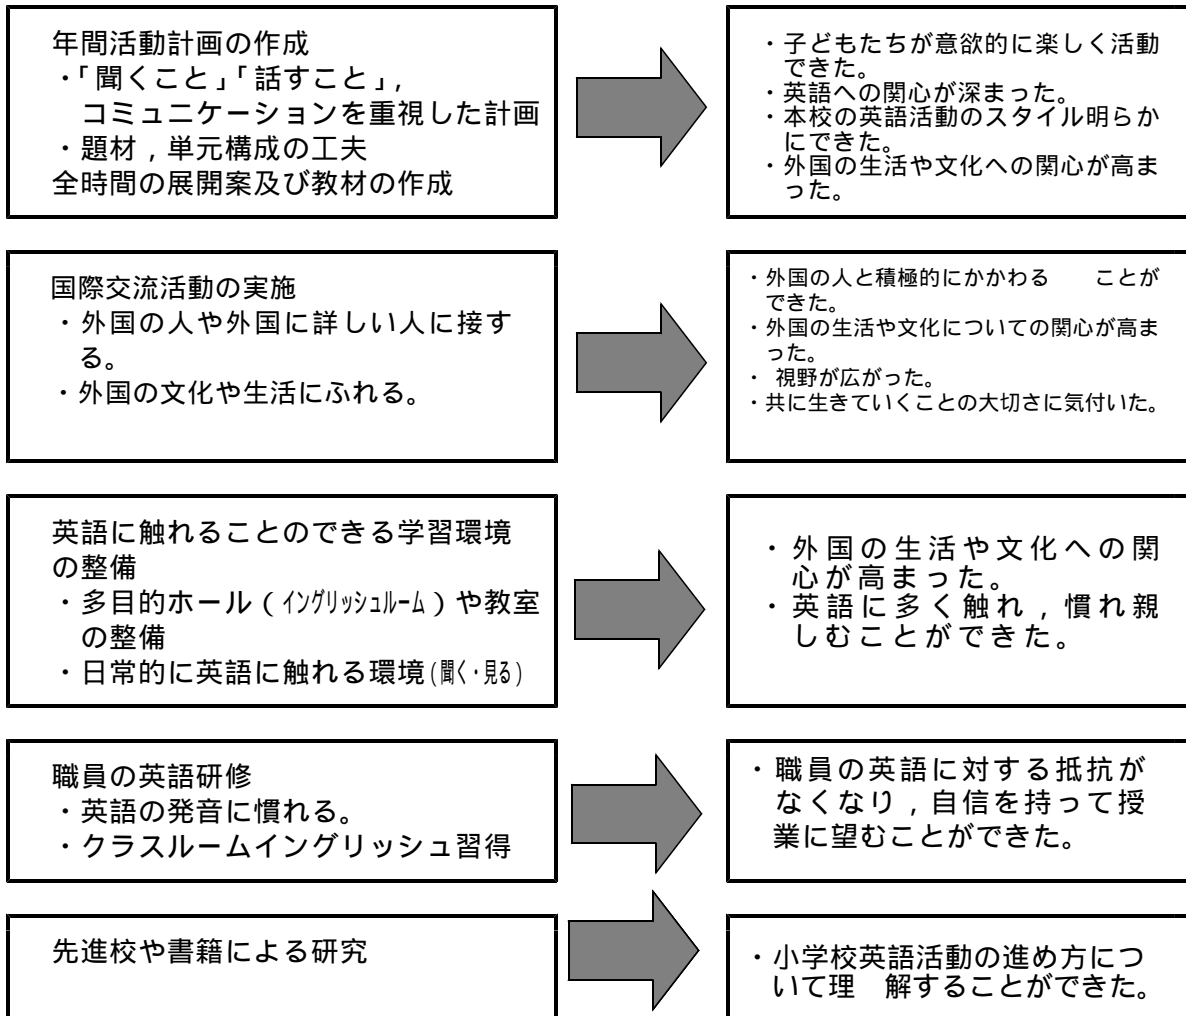 年間活動計画の作成
・「聞くこと」「話すこと」,
コミュニケーションを重視した計画
・題材,単元構成の工夫
全時間の展開案及び教材の作成
・子どもたちが意欲的に楽しく活動
できた。
・英語への関心が深まった。
・本校の英語活動のスタイル明らか
にできた。
・外国の生活や文化への関心が高ま
った。
国際交流活動の実施
・外国の人や外国に詳しい人に接す
る。
・外国の文化や生活にふれる。
・外国の人と積極的にかかわる　　ことが
できた。
・外国の生活や文化についての関心が高ま
った。
・ 視野が広がった。
・共に生きていくことの大切さに気付いた。
英語に触れることのできる学習環境
の整備
・多目的ホール(イングリッシュルーム)や教室
の整備
・日常的に英語に触れる環境(聞く・見る)
・外国の生活や文化への関
心が高まった。
・英語に多く触れ,慣れ親
しむことができた。
職員の英語研修
・英語の発音に慣れる。
・クラスルームイングリッシュ習得
・職員の英語に対する抵抗が
なくなり,自信を持って授
業に望むことができた。
先進校や書籍による研究
・小学校英語活動の進め方につ
いて理　解することができた。